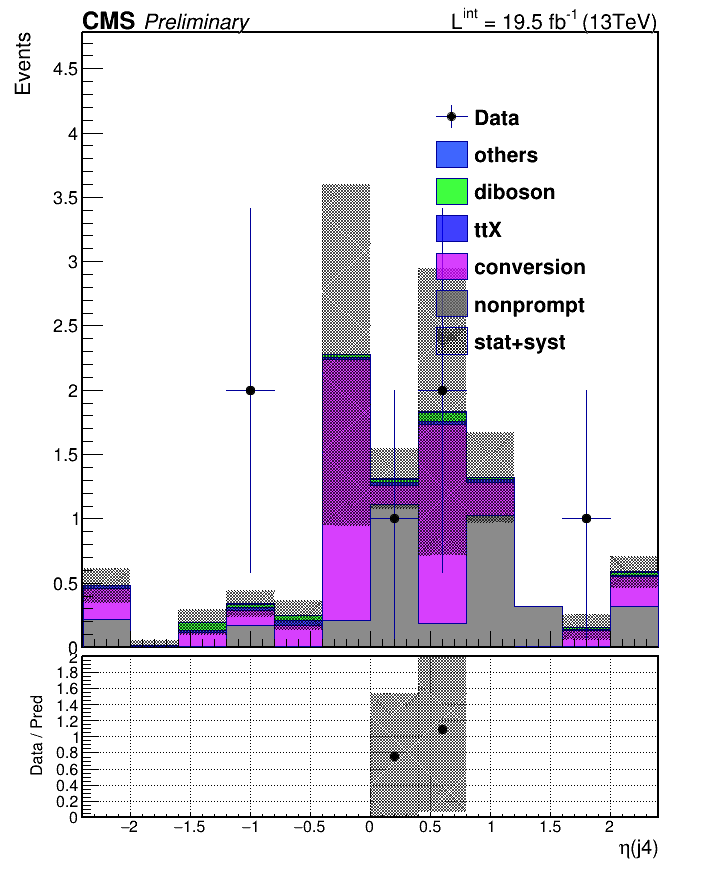 CMS Preliminary L^int = 19.5 fb^-1 (13TeV)
Events
4.5
4
3.5
3
2.5
2
1.5
1
0.5
0
Data
others
diboson
ttX
conversion
nonprompt
stat+syst
Data / Pred
2
1.8
1.6
1.4
1.2
1
0.8
0.6
0.4
0.2
0
−2 −1.5 −1 −0.5 0 0.5 1 1.5 2
η(j4)